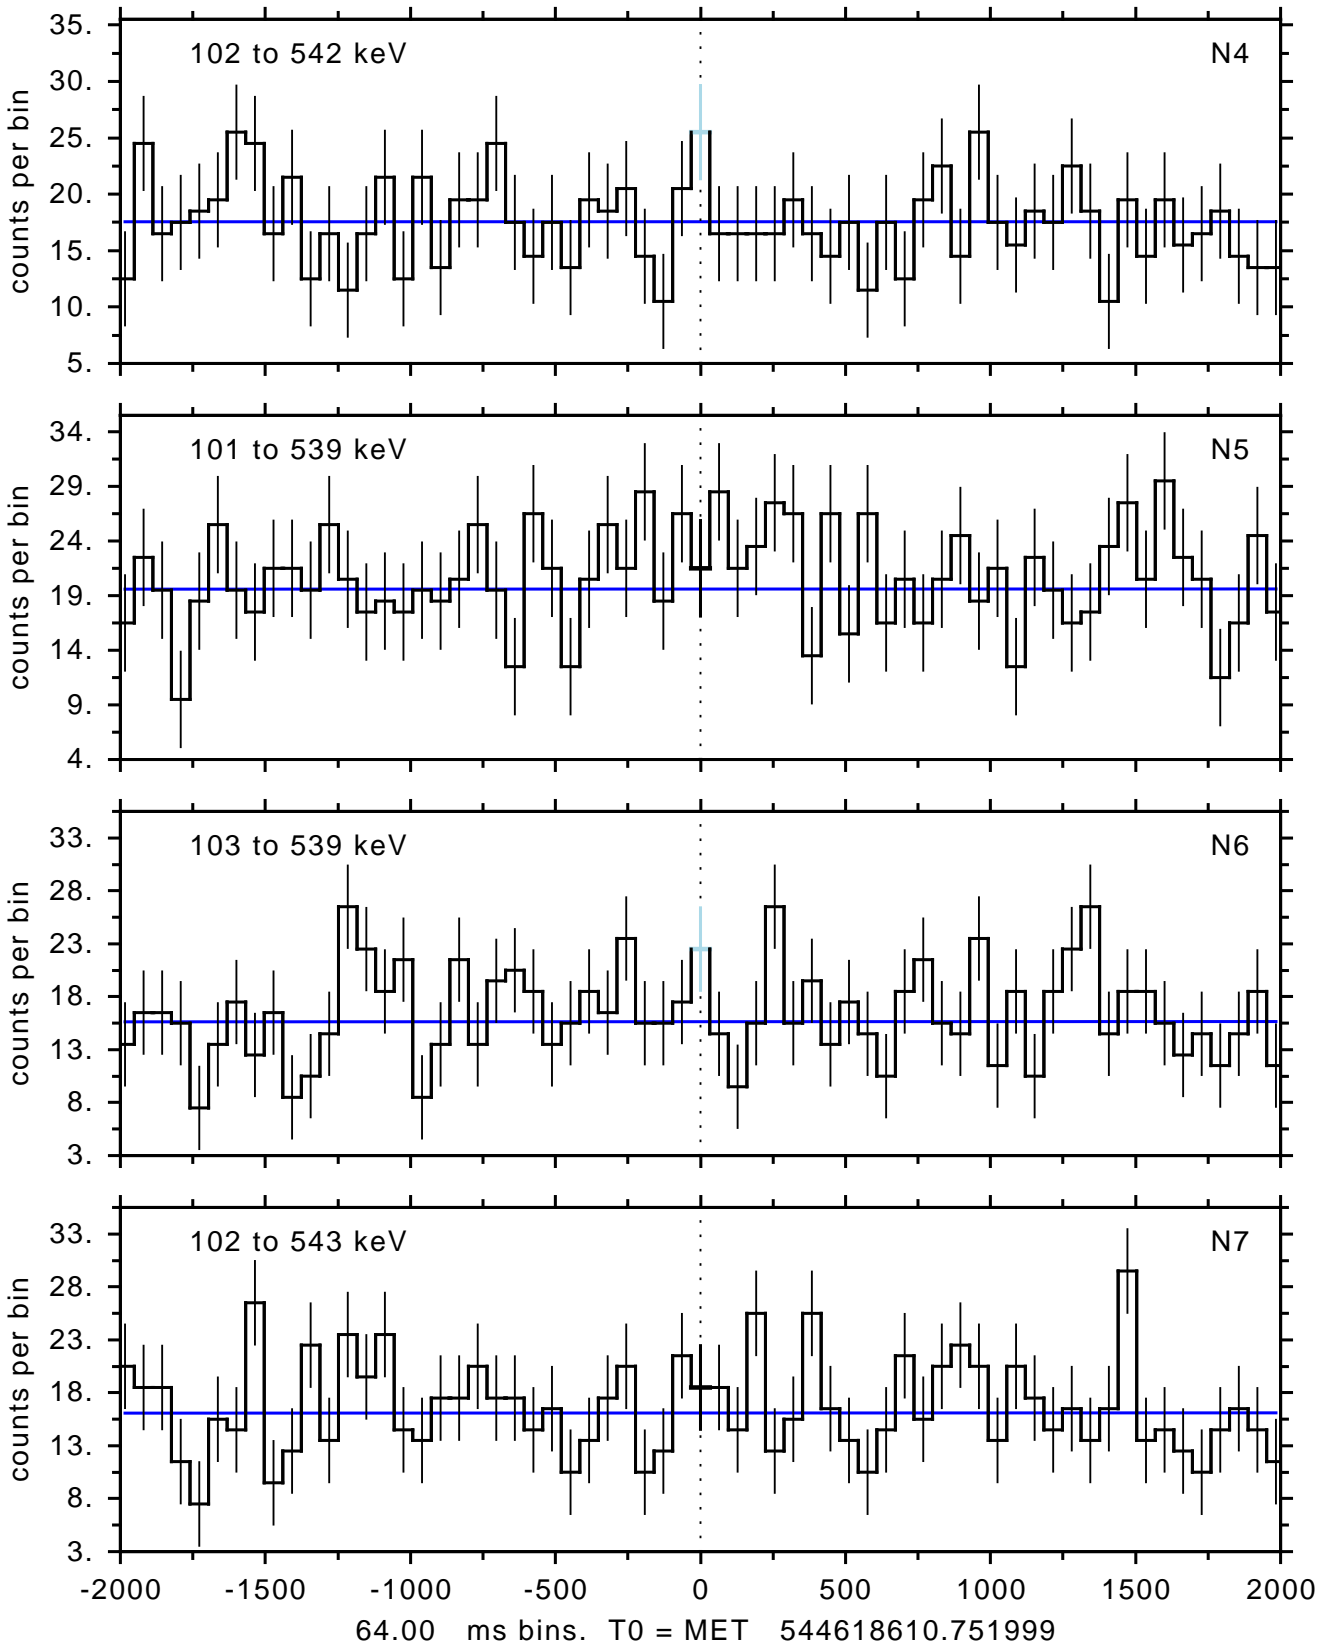 35.
102 to 542 keV N4
30.
25.
20.
15.
10.
5.
counts per bin
34.
101 to 539 keV N5
29.
24.
19.
14.
9.
4.
counts per bin
33.
103 to 539 keV N6
28.
23.
18.
13.
8.
3.
counts per bin
33.
102 to 543 keV N7
28.
23.
18.
13.
8.
3.
counts per bin
-2000 -1500 -1000 -500 0 500 1000 1500 2000
64.00 ms bins. T0 = MET 544618610.751999